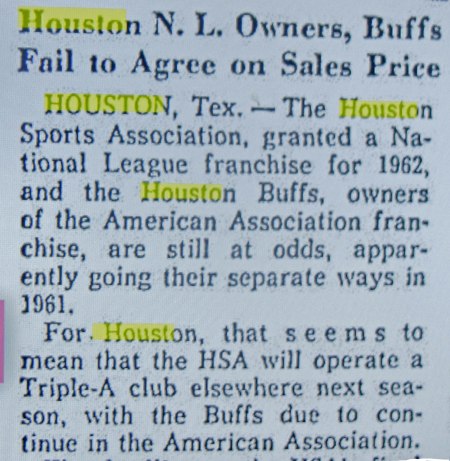 Houston N. L. Owners, Buffs
Fail to Agree on Sales Price
HOUSTON, Tex. — The Houston
Sports Association, granted a Na-
tional League franchise for 1962,
and the Houston Buffs, owners
of the American Association fran-
chise, are still at odds, appar-
ently going their separate ways in
1961.
For Houston, that seems to
mean that the HSA will operate a
Triple-A club elsewhere next sea-
son, with the Buffs due to con-
tinue in the American Association.